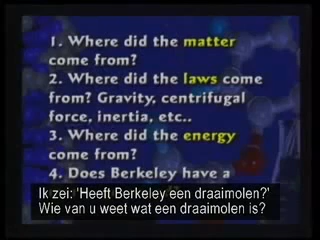 1. Where did the matter
come from?
2. Where did the laws come
from? Gravity, centrifugal
force, inertia, etc..
3. Where did the energy
come from?
4. Does Berkeley have a
Ik zei: 'Heeft Berkeley een draaimolen?'
Wie van u weet wat een draaimolen is?